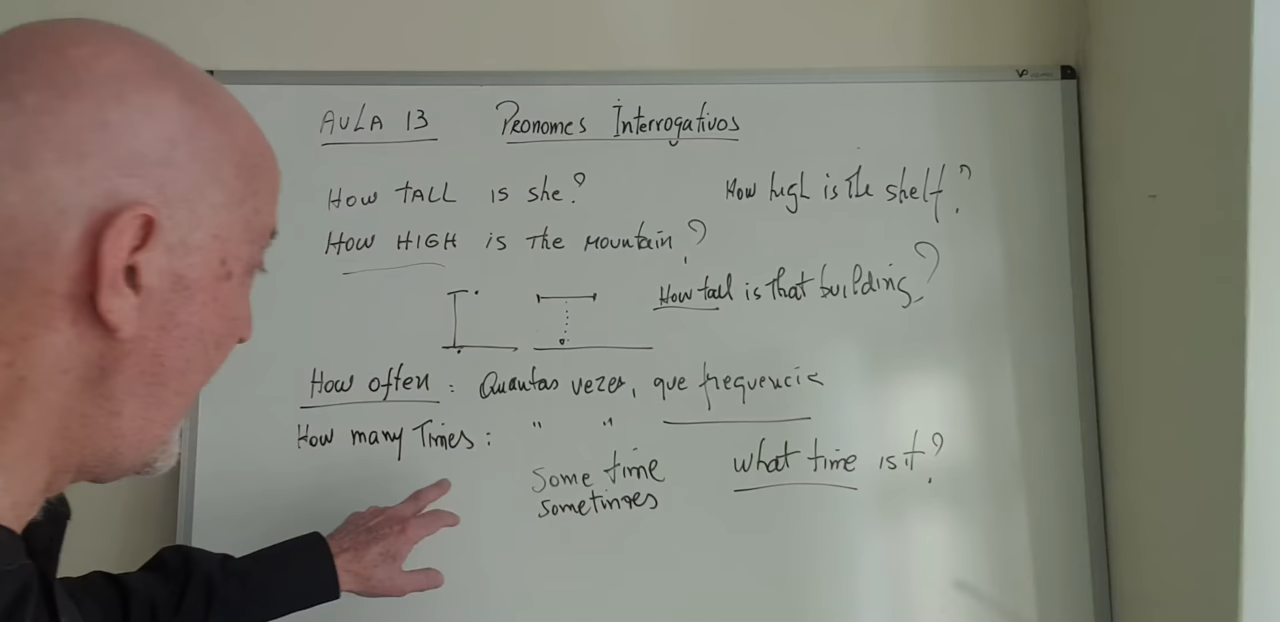 AULA 13 Pronomes Interrogativos
How TALL is she?
How high is the shelf?
How HIGH is The Mountain?
How tall is that building?
How often : Quantas vezes, que frequencia
How many Times : " "
Some time
what time is it?
sometimes